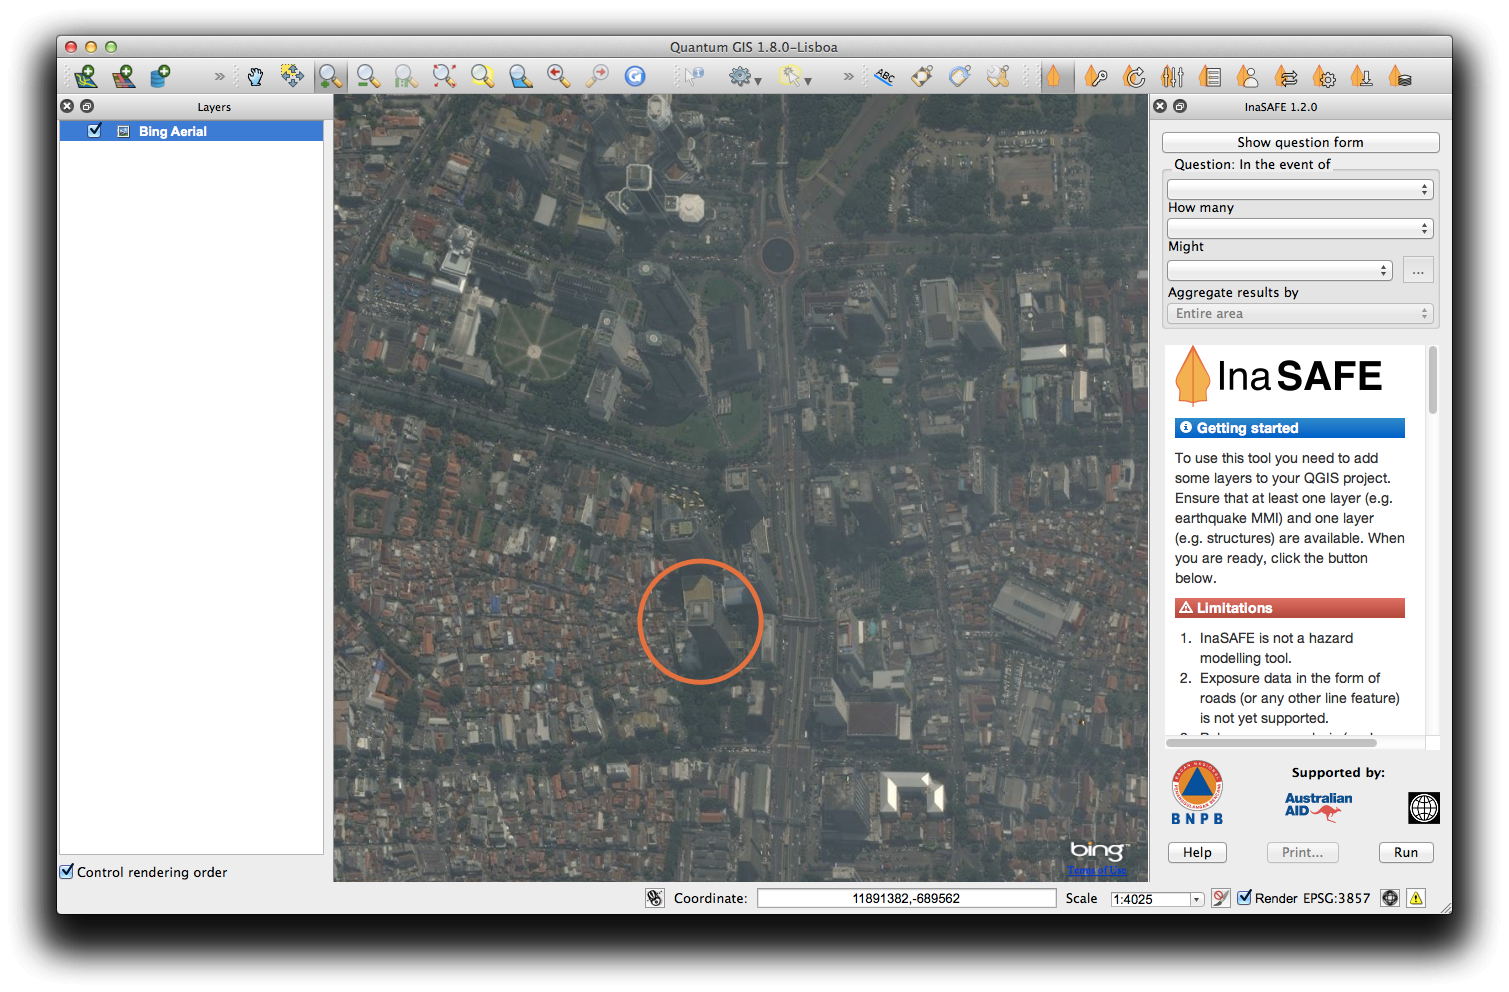 Quantum GIS 1.8.0-Lisboa
ABC
Layers
Bing Aerial
Control rendering order
InaSAFE 1.2.0
Show question form
Question: In the event of
How many
Might
...
Aggregate results by
Entire area
InaSAFE
Getting started
To use this tool you need to add
some layers to your QGIS project.
Ensure that at least one layer (e.g.
earthquake MMI) and one layer
(e.g. structures) are available. When
you are ready, click the button
below.
Limitations
1. InaSAFE is not a hazard
modelling tool.
2. Exposure data in the form of
roads (or any other line feature)
is not yet supported.
BNPB
Supported by:
Australian
AID
Help
Print...
Run
bing
Terms of Use
Coordinate:
11891382,-689562
Scale
1:4025
Render
EPSG:3857